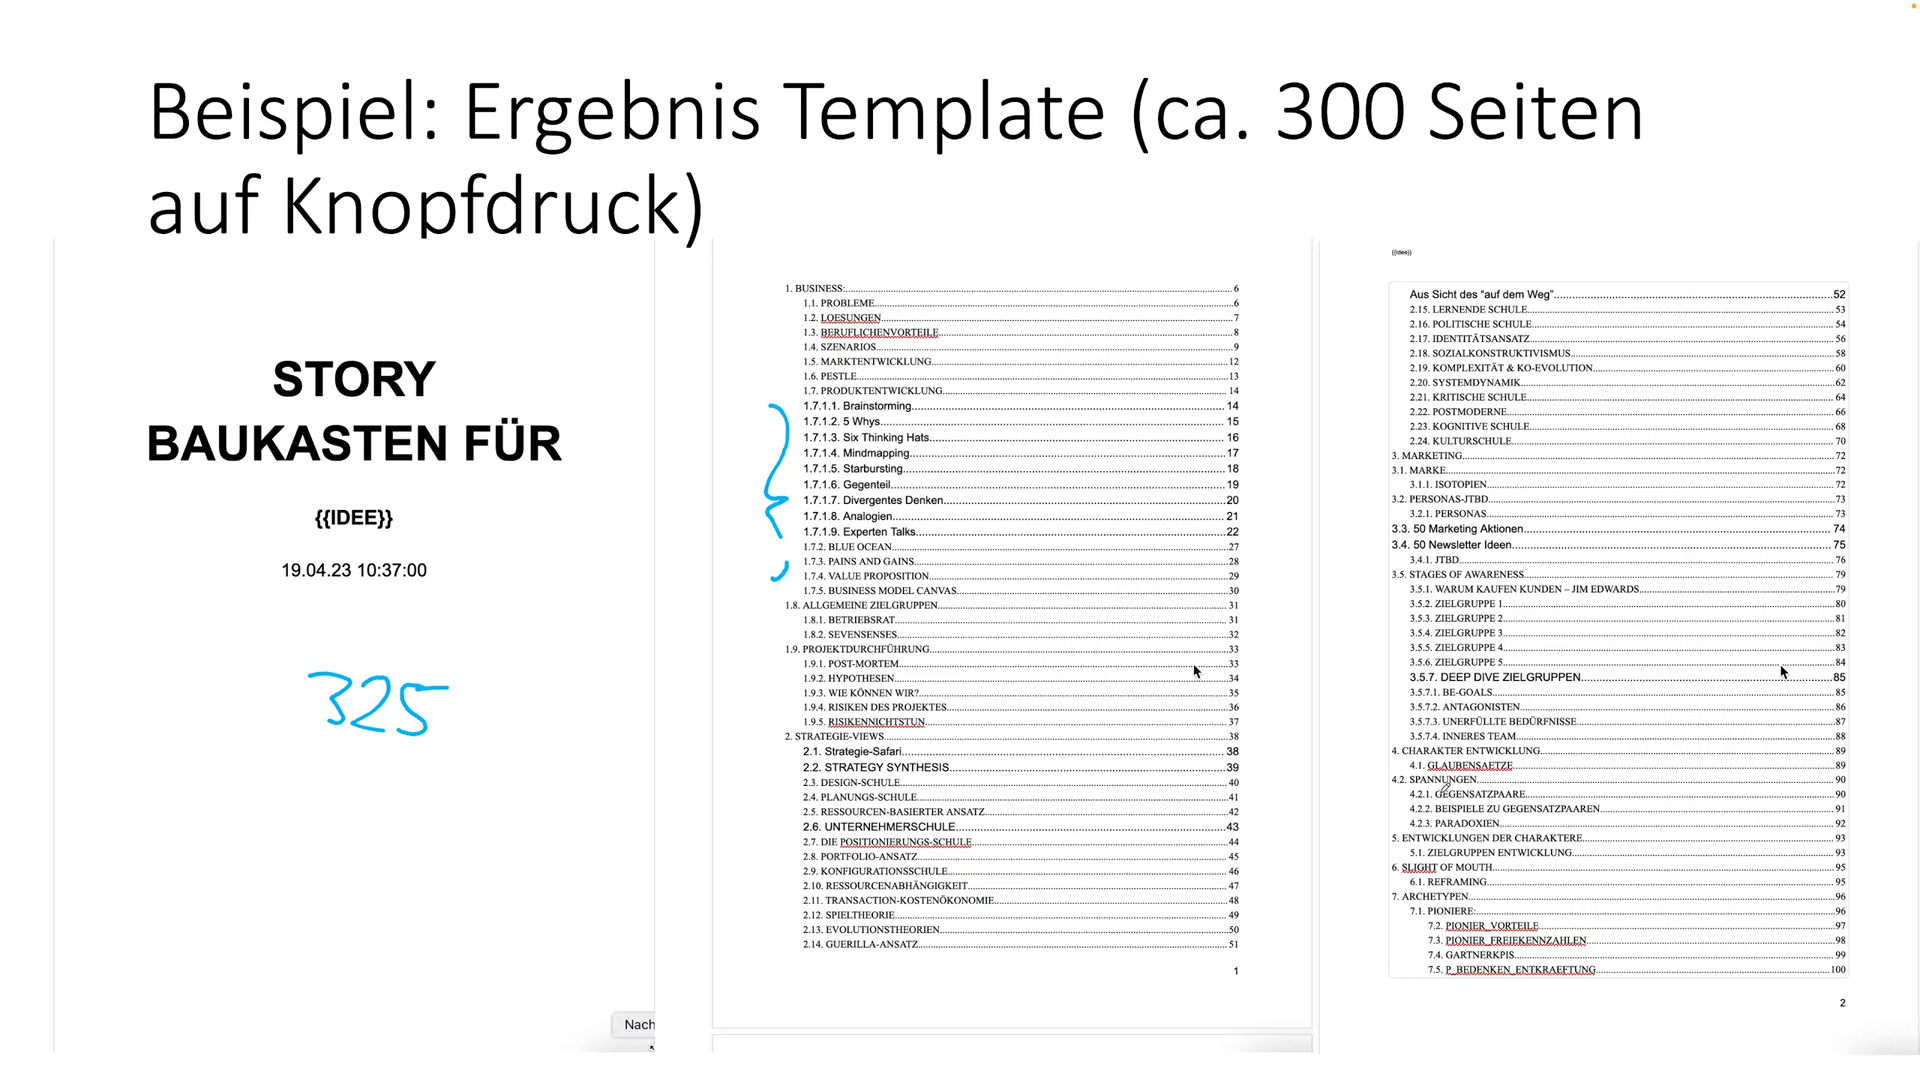 Beispiel: Ergebnis Template (ca. 300 Seiten
auf Knopfdruck)
STORY
BAUKASTEN FÜR
{{IDEE}}
19.04.23 10:37:00
325
Nach
1. BUSINESS:........ 6
1.1. PROBLEME........ 6
1.2. LOESUNGEN........ 7
1.3. BERUFLICHENVORTEILE........ 8
1.4. SZENARIOS........ 9
1.5. MARKTENTWICKLUNG........ 12
1.6. PESTLE........ 13
1.7. PRODUKTENTWICKLUNG........ 14
1.7.1.1. Brainstorming........ 14
1.7.1.2. 5 Whys........ 15
1.7.1.3. Six Thinking Hats........ 16
1.7.1.4. Mindmapping........ 17
1.7.1.5. Starbursting........ 18
1.7.1.6. Gegenteil........ 19
1.7.1.7. Divergentes Denken........ 20
1.7.1.8. Analogien........ 21
1.7.1.9. Experten Talks........ 22
1.7.2. BLUE OCEAN........ 27
1.7.3. PAINS AND GAINS........ 28
1.7.4. VALUE PROPOSITION........ 29
1.7.5. BUSINESS MODEL CANVAS........ 30
1.8. ALLGEMEINE ZIELGRUPPEN........ 31
1.8.1. BETRIEBSRAT........ 31
1.8.2. SEVENSENSES........ 32
1.9. PROJEKTDURCHFÜHRUNG........ 33
1.9.1. POST-MORTEM........ 33
1.9.2. HYPOTHESEN........ 34
1.9.3. WIE KÖNNEN WIR?........ 35
1.9.4. RISIKEN DES PROJEKTES........ 36
1.9.5. RISIKENNICHTSTUN........ 37
2. STRATEGIE-VIEWS........ 38
2.1. Strategie-Safari........ 38
2.2. STRATEGY SYNTHESIS........ 39
2.3. DESIGN-SCHULE........ 40
2.4. PLANUNGS-SCHULE........ 41
2.5. RESSOURCEN-BASIERTER ANSATZ........ 42
2.6. UNTERNEHMERSCHULE........ 43
2.7. DIE POSITIONIERUNGS-SCHULE........ 44
2.8. PORTFOLIO-ANSATZ........ 45
2.9. KONFIGURATIONSSCHULE........ 46
2.10. RESSOURCENABHÄNGIGKEIT........ 47
2.11. TRANSACTION-KOSTENÖKONOMIE........ 48
2.12. SPIELTHEORIE........ 49
2.13. EVOLUTIONSTHEORIEN........ 50
2.14. GUERILLA-ANSATZ........ 51
1
{{idee}}
Aus Sicht des "auf dem Weg"........ 52
2.15. LERNENDE SCHULE........ 53
2.16. POLITISCHE SCHULE........ 54
2.17. IDENTITÄTSANSATZ........ 56
2.18. SOZIALKONSTRUKTIVISMUS........ 58
2.19. KOMPLEXITÄT & KO-EVOLUTION........ 60
2.20. SYSTEMDYNAMIK........ 62
2.21. KRITISCHE SCHULE........ 64
2.22. POSTMODERNE........ 66
2.23. KOGNITIVE SCHULE........ 68
2.24. KULTURSCHULE........ 70
3. MARKETING........ 72
3.1. MARKE........ 72
3.1.1. ISOTOPIEN........ 72
3.2. PERSONAS-JTBD........ 73
3.2.1. PERSONAS........ 73
3.3. 50 Marketing Aktionen........ 74
3.4. 50 Newsletter Ideen........ 75
3.4.1. JTBD........ 76
3.5. STAGES OF AWARENESS........ 79
3.5.1. WARUM KAUFEN KUNDEN – JIM EDWARDS........ 79
3.5.2. ZIELGRUPPE 1........ 80
3.5.3. ZIELGRUPPE 2........ 81
3.5.4. ZIELGRUPPE 3........ 82
3.5.5. ZIELGRUPPE 4........ 83
3.5.6. ZIELGRUPPE 5........ 84
3.5.7. DEEP DIVE ZIELGRUPPEN........ 85
3.5.7.1. BE-GOALS........ 85
3.5.7.2. ANTAGONISTEN........ 86
3.5.7.3. UNERFÜLLTE BEDÜRFNISSE........ 87
3.5.7.4. INNERES TEAM........ 88
4. CHARAKTER ENTWICKLUNG........ 89
4.1. GLAUBENSAETZE........ 89
4.2. SPANNUNGEN........ 90
4.2.1. GEGENSATZPAARE........ 90
4.2.2. BEISPIELE ZU GEGENSATZPAAREN........ 91
4.2.3. PARADOXIEN........ 92
5. ENTWICKLUNGEN DER CHARAKTERE........ 93
5.1. ZIELGRUPPEN ENTWICKLUNG........ 93
6. SLIGHT OF MOUTH........ 95
6.1. REFRAMING........ 95
7. ARCHETYPEN........ 96
7.1. PIONIERE:........ 96
7.2. PIONIER_VORTEILE........ 97
7.3. PIONIER_FREIEKENNZAHLEN........ 98
7.4. GARTNERKPIS........ 99
7.5. P_BEDENKEN_ENTKRAEFTUNG........ 100
2